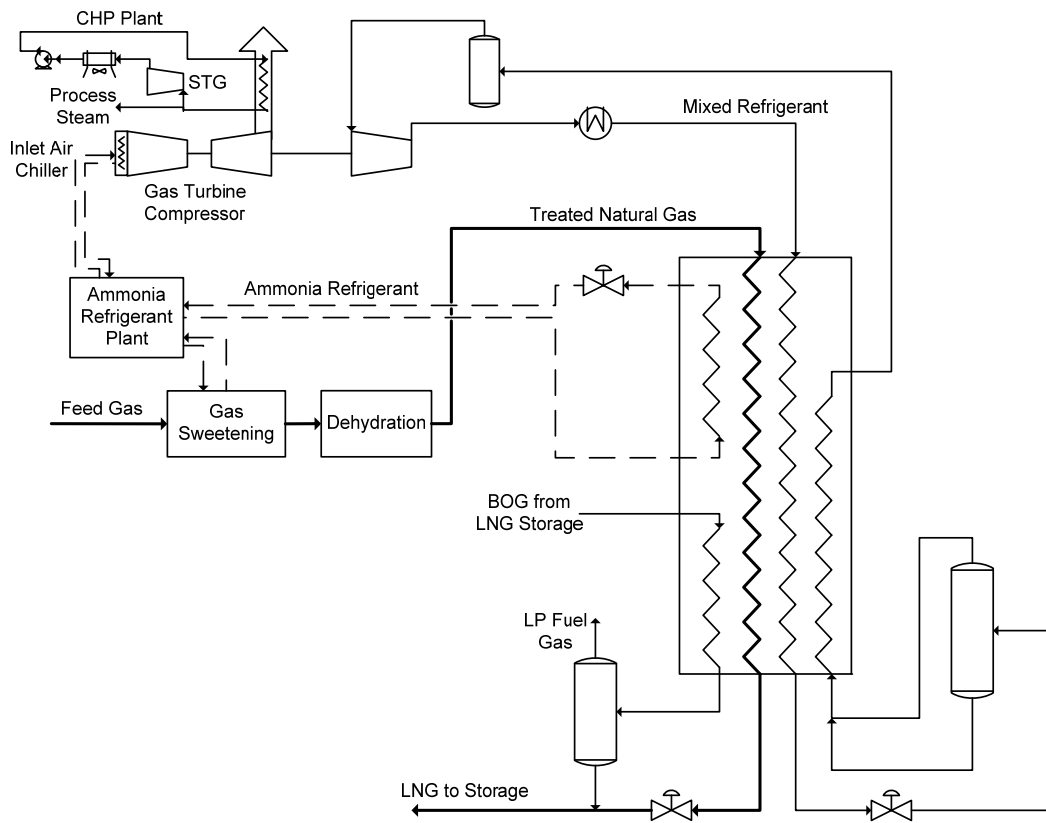 CHP Plant
STG
Process
Steam
Mixed Refrigerant
Inlet Air
Chiller
Gas Turbine
Compressor
Treated Natural Gas
Ammonia
Refrigerant
Plant
Ammonia Refrigerant
Feed Gas
Gas
Sweetening
Dehydration
BOG from
LNG Storage
LP Fuel
Gas
LNG to Storage